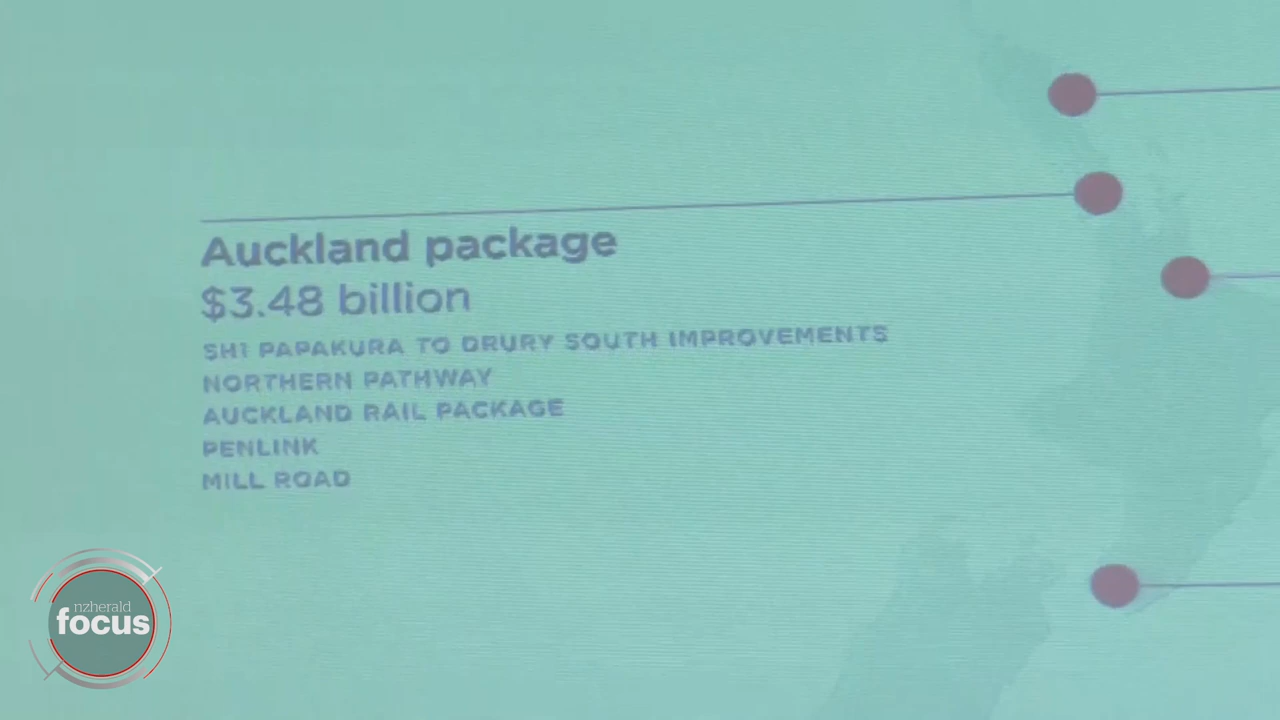 Auckland package
$3.48 billion
SH1 PAPAKURA TO DRURY SOUTH IMPROVEMENTS
NORTHERN PATHWAY
AUCKLAND RAIL PACKAGE
PENLINK
MILL ROAD
nzherald
focus